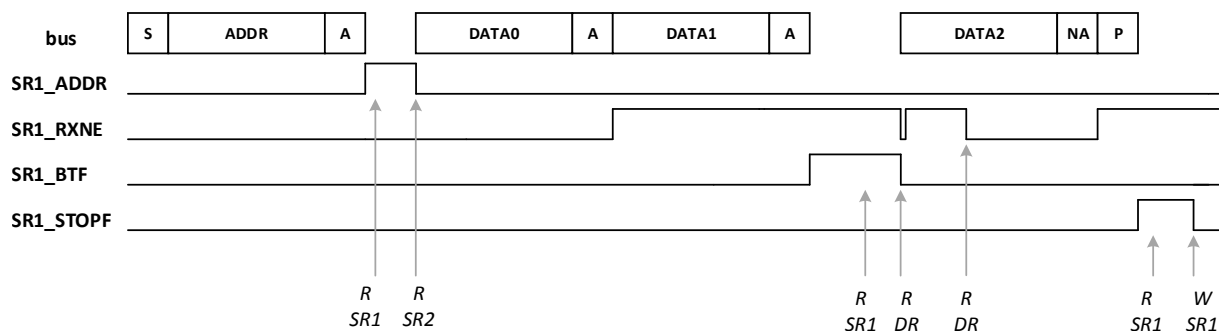 bus S ADDR A DATA0 A DATA1 A DATA2 NA P
SR1_ADDR
SR1_RXNE
SR1_BTF
SR1_STOPF
R R R R R R W
SR1 SR2 SR1 DR DR SR1 SR1